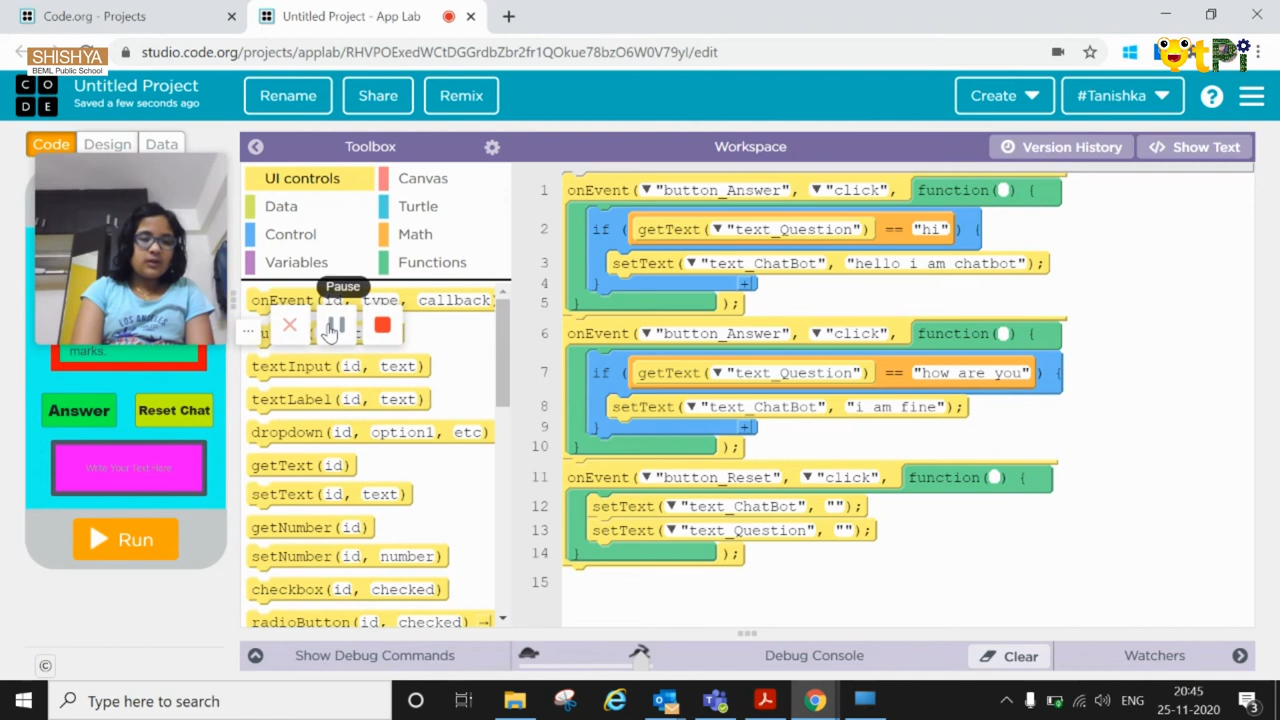 Code.org - Projects
Untitled Project - App Lab
studio.code.org/projects/applab/RHVPOExedWCtDGGrdbZbr2fr1QOkue78bzO6W0V79yI/edit
SHISHYA
BEML Public School
tPi
CODE
Untitled Project
Saved a few seconds ago
Rename
Share
Remix
Create
#Tanishka
?
Code
Design
Data
Toolbox
Workspace
Version History
Show Text
UI controls
Canvas
Data
Turtle
Control
Math
Variables
Functions
Pause
onEvent(id, type, callback)
textInput(id, text)
textLabel(id, text)
dropdown(id, option1, etc)
getText(id)
setText(id, text)
getNumber(id)
setNumber(id, number)
checkbox(id, checked)
radioButton(id, checked)
LOS ANGELES
marks.
Answer
Reset Chat
Write Your Text Here
Run
1 onEvent( "button_Answer", "click", function( ) {
2 if ( getText( "text_Question") == "hi" ) {
3 setText( "text_ChatBot", "hello i am chatbot");
4 } +
5 } );
6 onEvent( "button_Answer", "click", function( ) {
7 if ( getText( "text_Question") == "how are you" ) {
8 setText( "text_ChatBot", "i am fine");
9 } +
10 } );
11 onEvent( "button_Reset", "click", function( ) {
12 setText( "text_ChatBot", "");
13 setText( "text_Question", "");
14 } );
15
©
Show Debug Commands
Debug Console
Clear
Watchers
Type here to search
ENG
20:45
25-11-2020
3